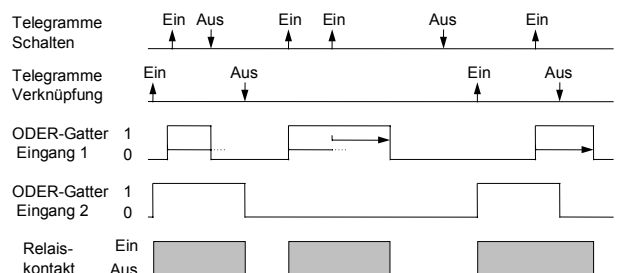 Telegramme Ein Aus Ein Ein Aus Ein
Schalten
Telegramme Ein Aus Ein Aus
Verknüpfung
ODER-Gatter 1
Eingang 1 0
ODER-Gatter 1
Eingang 2 0
Relais- Ein
kontakt Aus